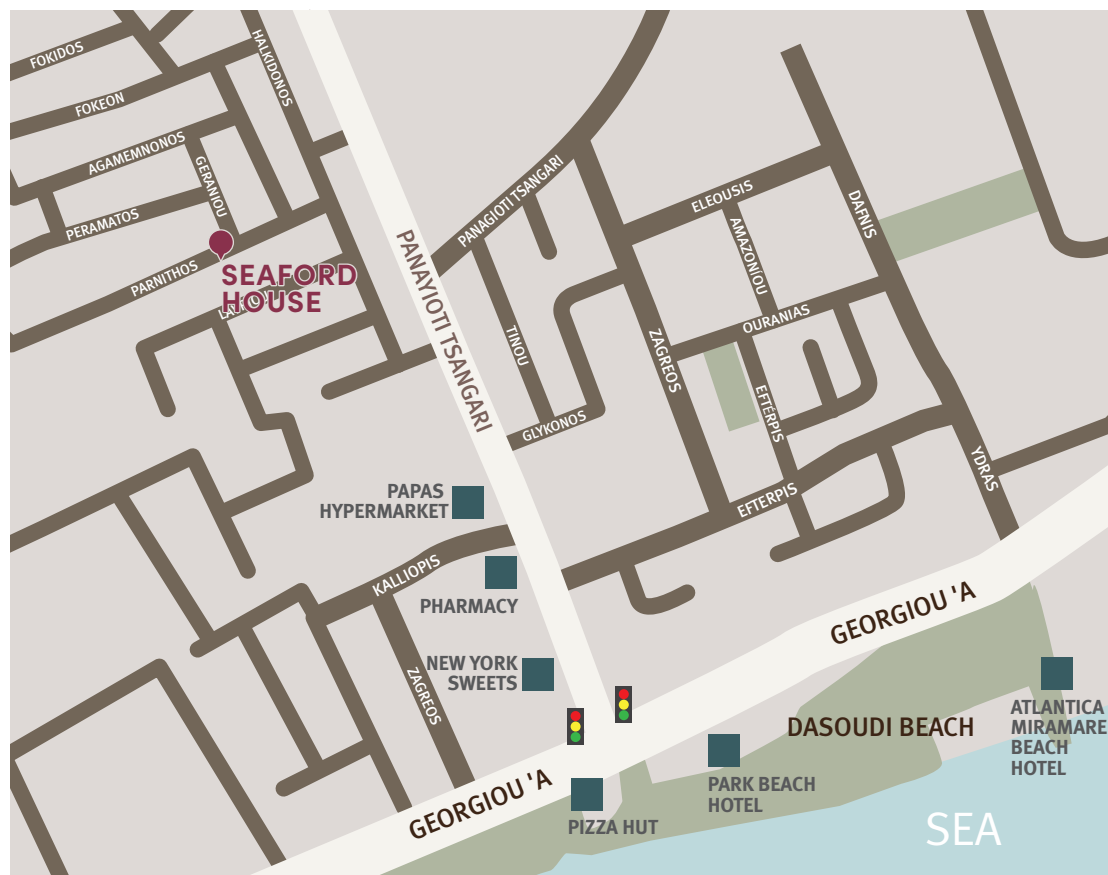 FOKIDOS
HALKIDONOS
FOKEON
AGAMEMNONOS
GERANIOU
PERAMATOS
PARNITHOS
SEAFORD
HOUSE
PANAGIOTI TSANGARI
PANAYIOTI TSANGARI
ELEOUSIS
DAFNIS
AMAZONÍOU
OURANIAS
TINOU
ZAGREOS
EFTÉRPIS
GLYKONOS
YDRAS
EFTERPIS
PAPAS
HYPERMARKET
KALLIOPIS
PHARMACY
GEORGIOU 'A
NEW YORK
SWEETS
ZAGREOS
ATLANTICA
MIRAMARE
BEACH
HOTEL
DASOUDI BEACH
PARK BEACH
HOTEL
GEORGIOU 'A
PIZZA HUT
SEA